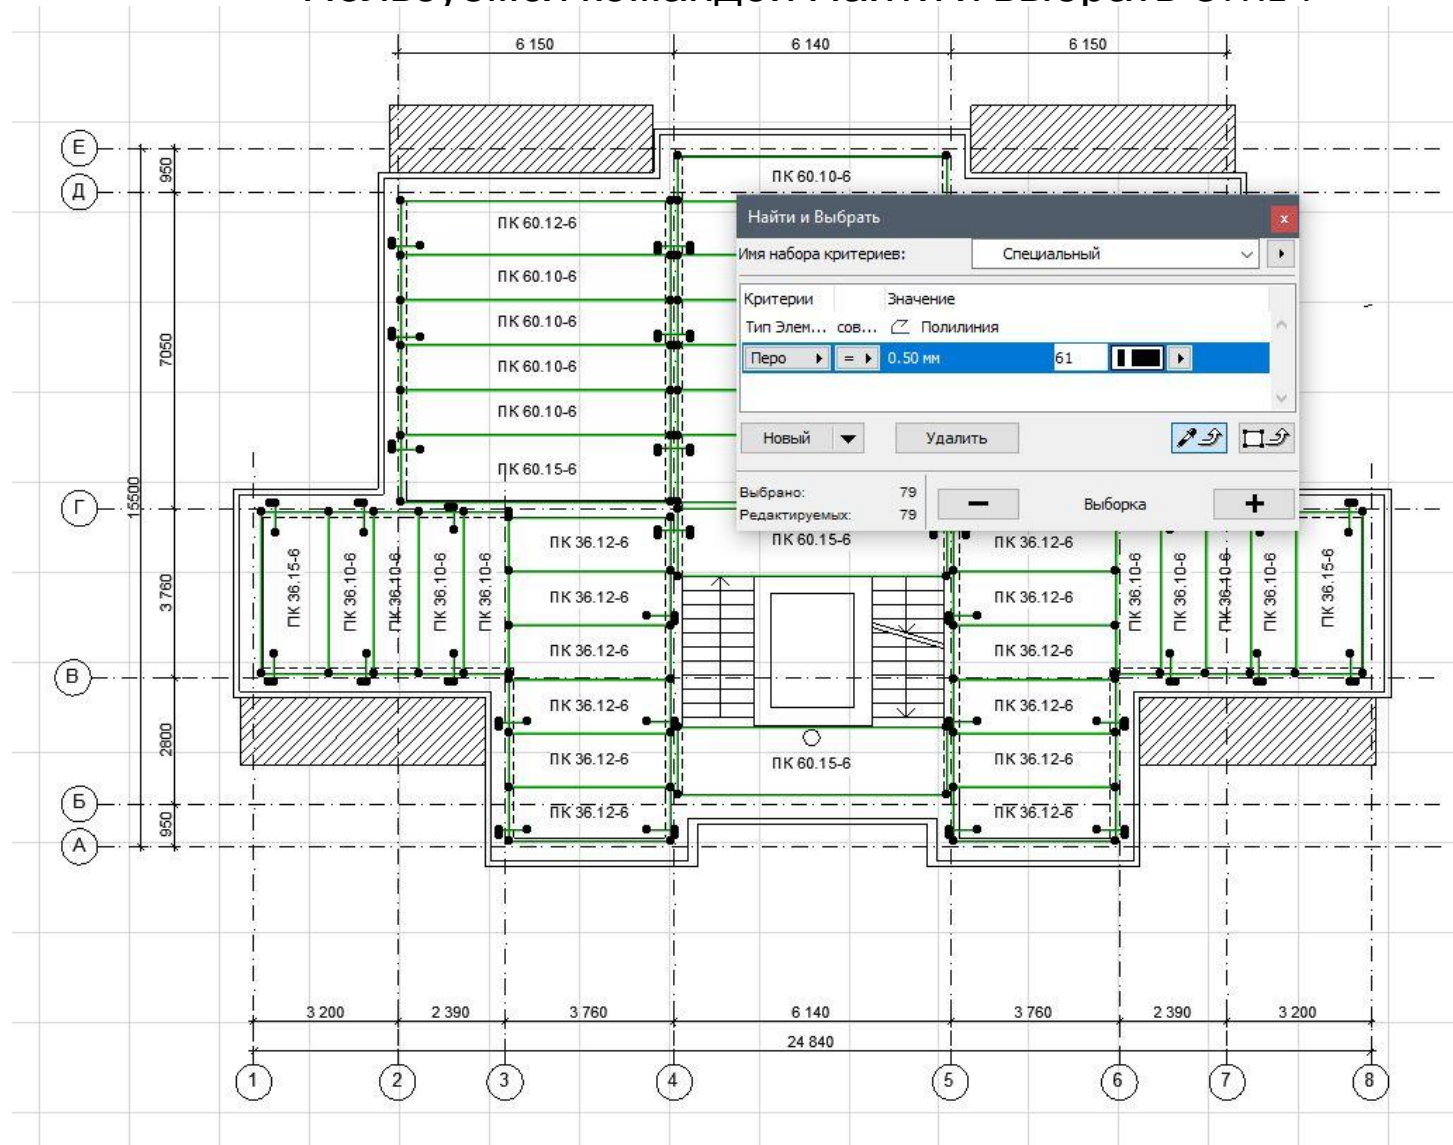 6 150 6 140 6 150
Е
Д
Г
В
Б
А
950
7050
15500
3 760
2800
950
ПК 60.10-6
ПК 60.12-6
ПК 60.10-6
ПК 60.10-6
ПК 60.10-6
ПК 60.10-6
ПК 60.15-6
Найти и Выбрать
x
Имя набора критериев: Специальный
Критерии Значение
Тип Элем... сов... Полилиния
Перо = 0.50 мм 61
Новый Удалить
Выбрано: 79
Редактируемых: 79
Выборка
ПК 36.15-6
ПК 36.10-6
ПК 36.10-6
ПК 36.10-6
ПК 36.10-6
ПК 36.12-6
ПК 36.12-6
ПК 36.12-6
ПК 36.12-6
ПК 36.12-6
ПК 36.12-6
ПК 60.15-6
ПК 60.15-6
ПК 36.12-6
ПК 36.12-6
ПК 36.12-6
ПК 36.12-6
ПК 36.12-6
ПК 36.12-6
ПК 36.10-6
ПК 36.10-6
ПК 36.10-6
ПК 36.10-6
ПК 36.15-6
3 200 2 390 3 760 6 140 3 760 2 390 3 200
24 840
1 2 3 4 5 6 7 8